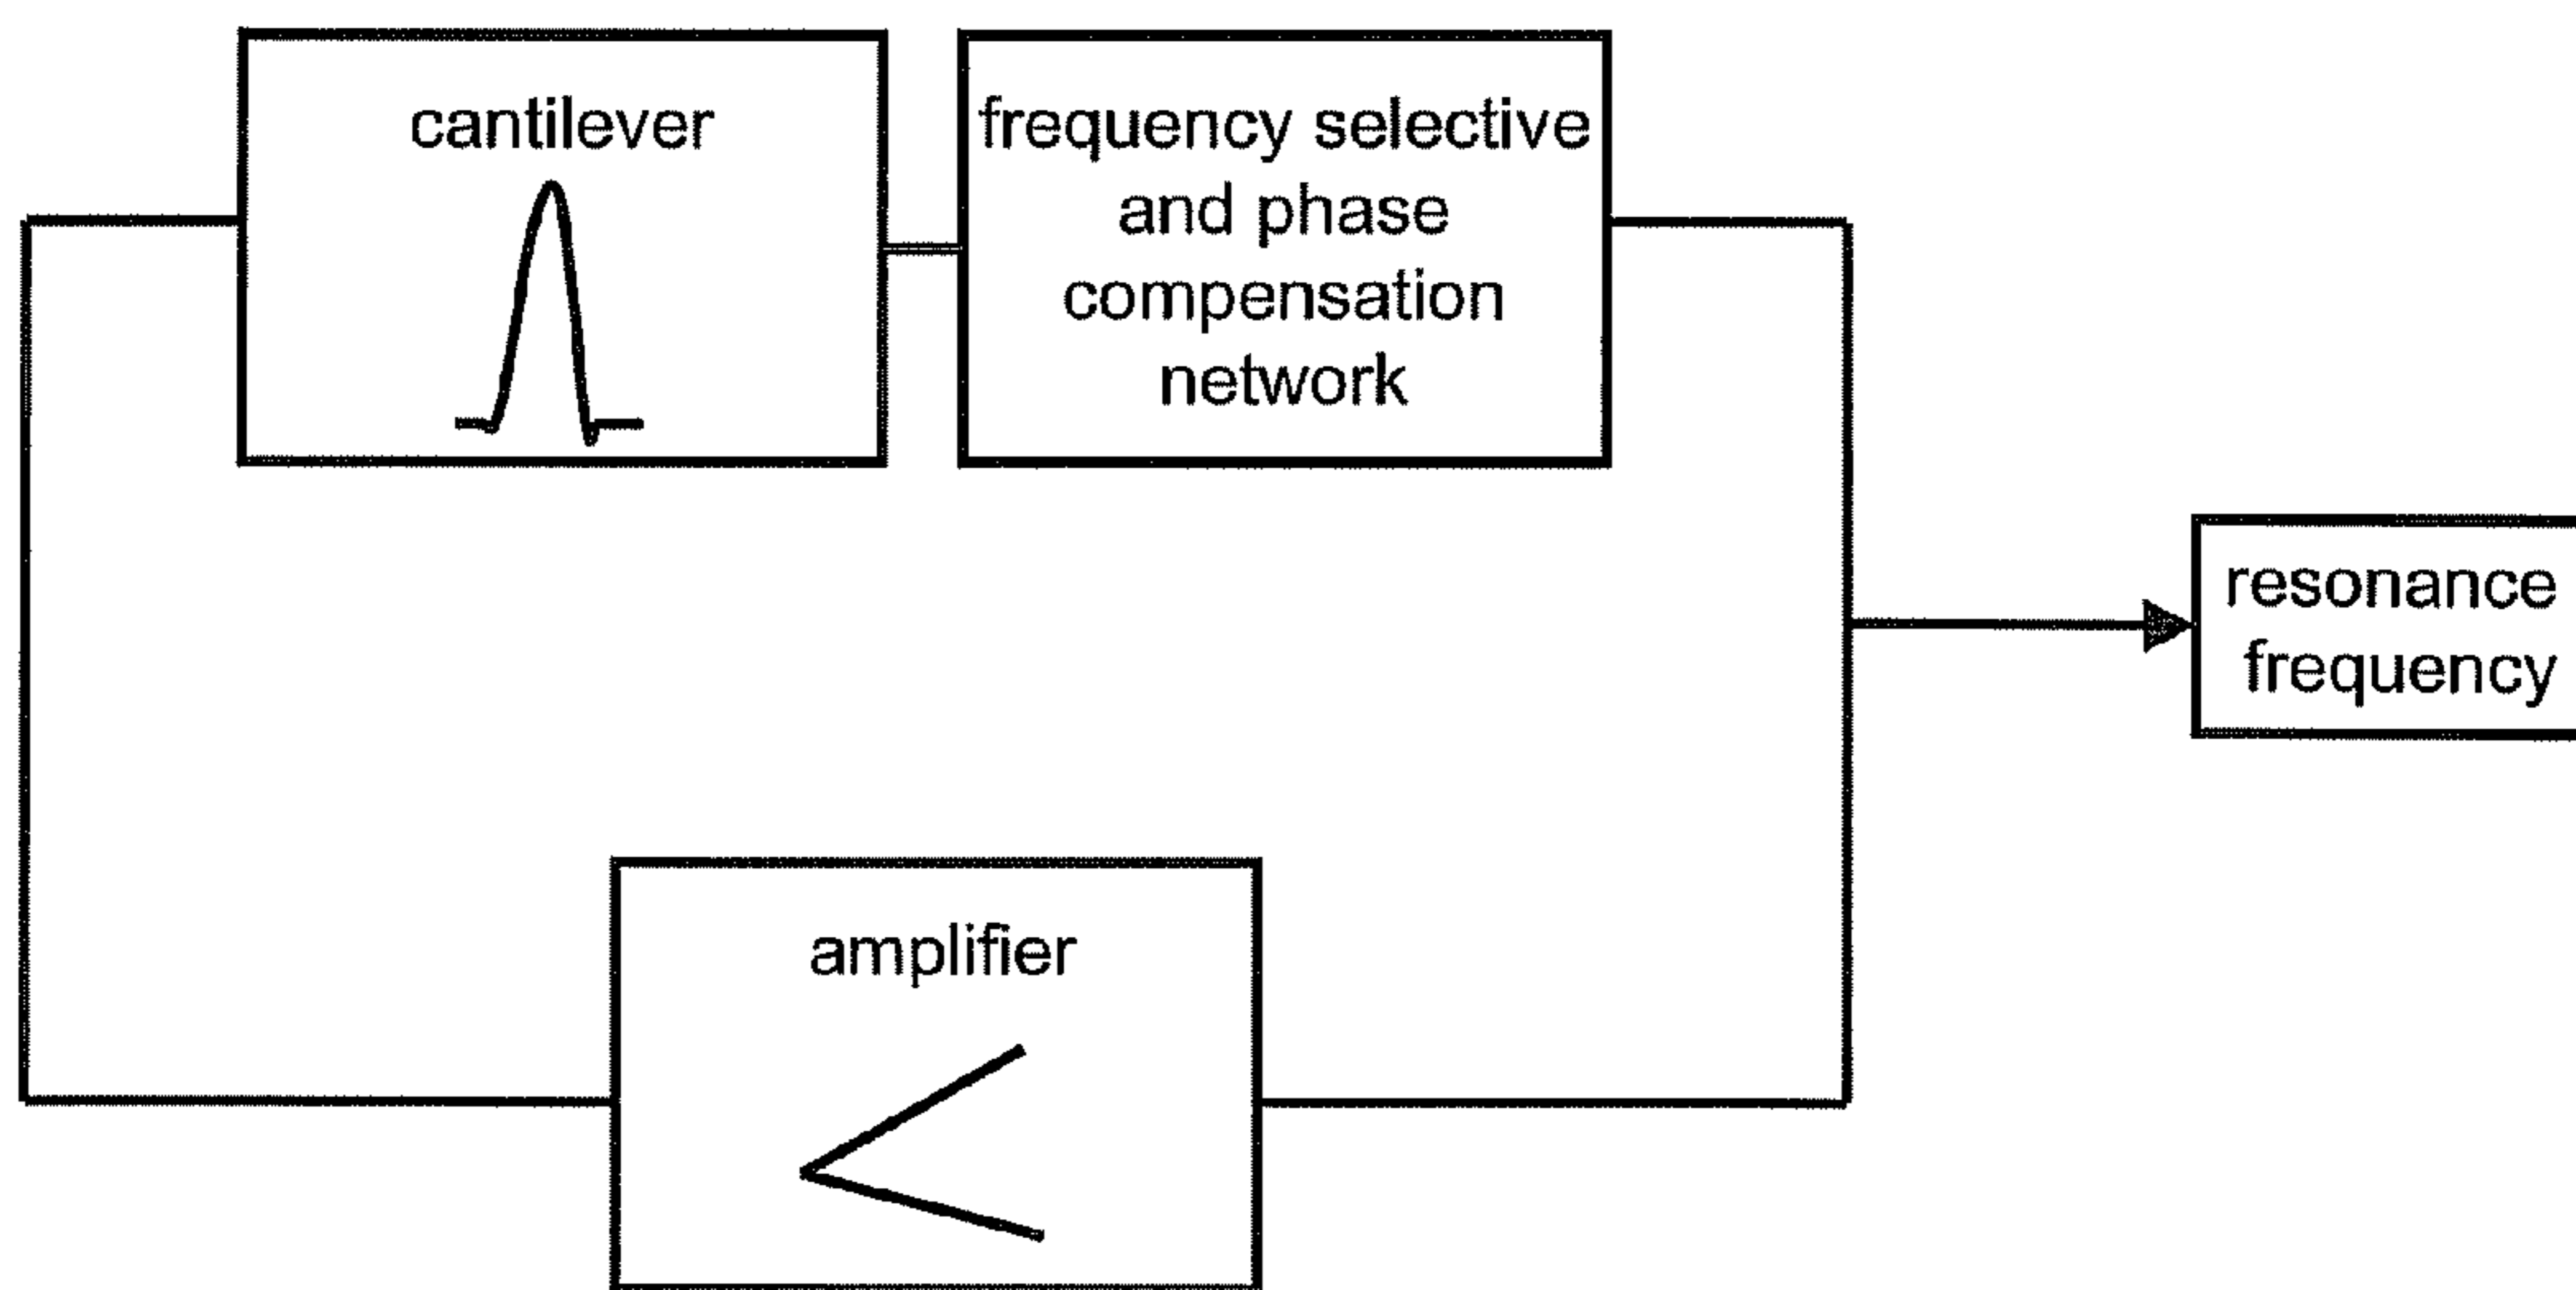 cantilever
frequency selective
and phase
compensation
network
resonance
frequency
amplifier